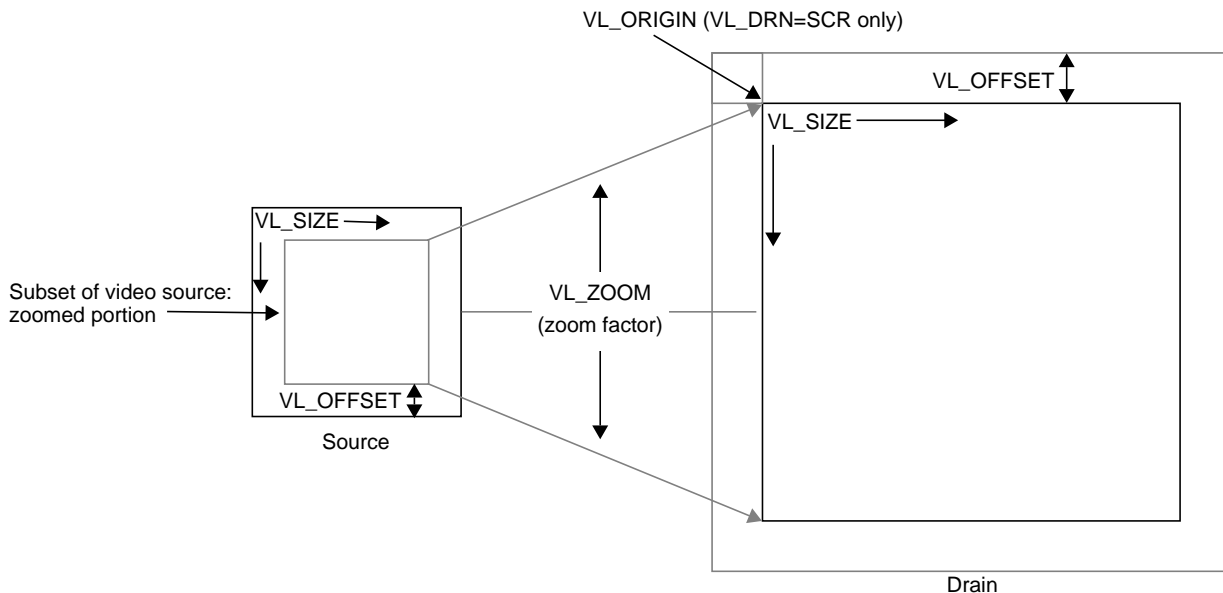 VL_ORIGIN (VL_DRN=SCR only)
VL_OFFSET
VL_SIZE
VL_SIZE
Subset of video source:
zoomed portion
VL_ZOOM
(zoom factor)
VL_OFFSET
Source
Drain